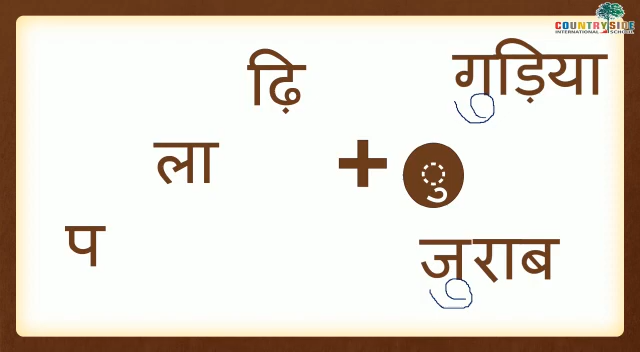 COUNTRYSIDE
INTERNATIONAL SCHOOL
ढ़ि
गुड़िया
ला
+ ु
प
जुराब